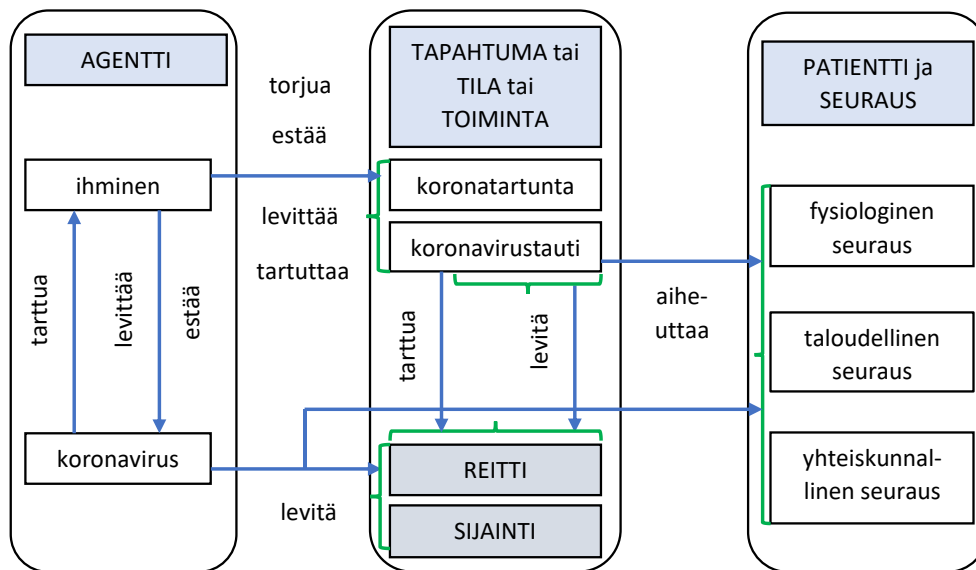 AGENTTI
ihminen
tarttua
levittää
estää
koronavirus
torjua
estää
levittää
tartuttaa
levitä
TAPAHTUMA tai
TILA tai
TOIMINTA
koronatartunta
koronavirustauti
tarttua
levitä
REITTI
SIJAINTI
aihe-
uttaa
PATIENTTI ja
SEURAUS
fysiologinen
seuraus
taloudellinen
seuraus
yhteiskunnal-
linen seuraus